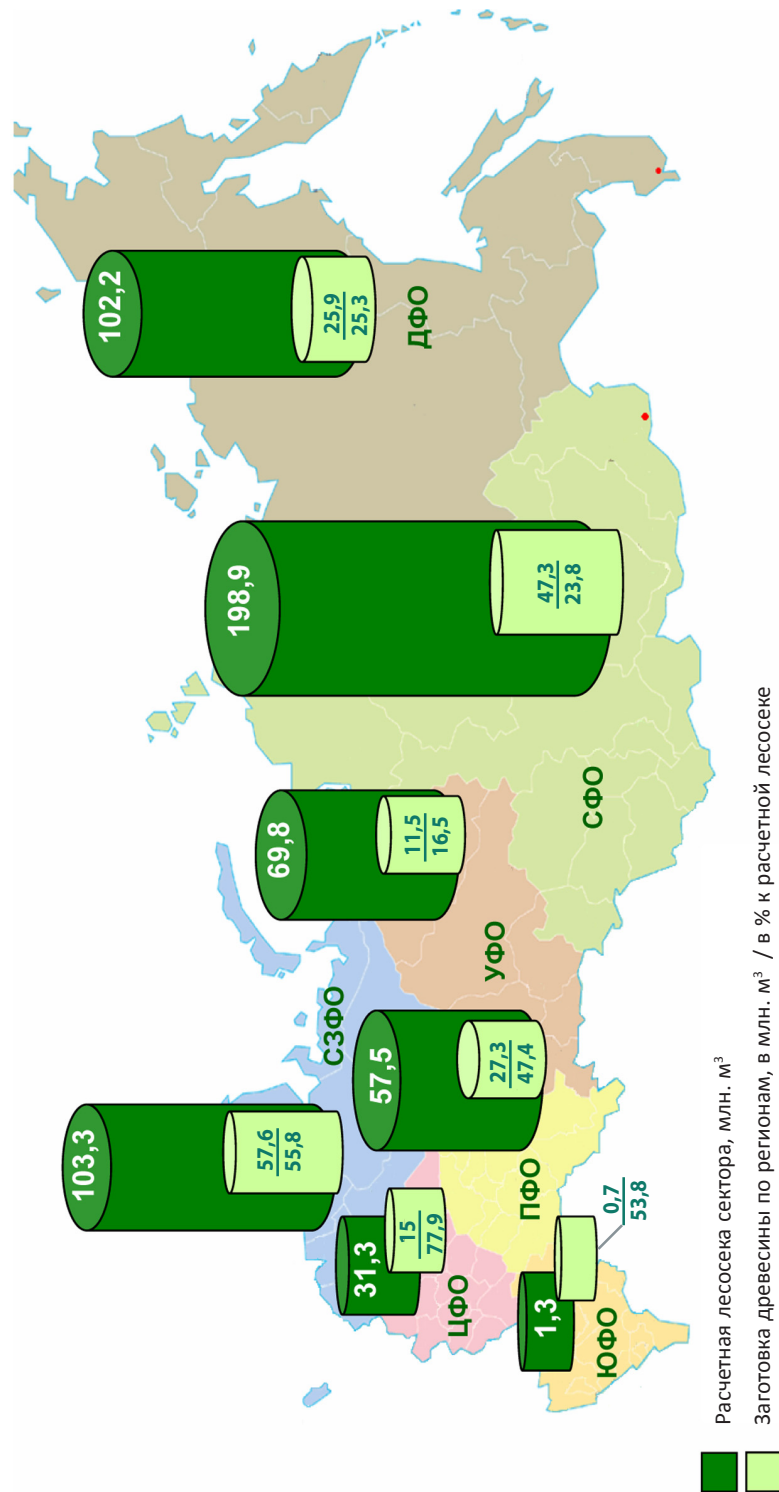 103,3
57,6
55,8
СЗФО
31,3
15
77,9
ЦФО
57,5
27,3
47,4
ПФО
1,3
0,7
53,8
ЮФО
69,8
11,5
16,5
УФО
198,9
47,3
23,8
СФО
102,2
25,9
25,3
ДФО
Расчетная лесосека сектора, млн. м³
Заготовка древесины по регионам, в млн. м³ / в % к расчетной лесосеке